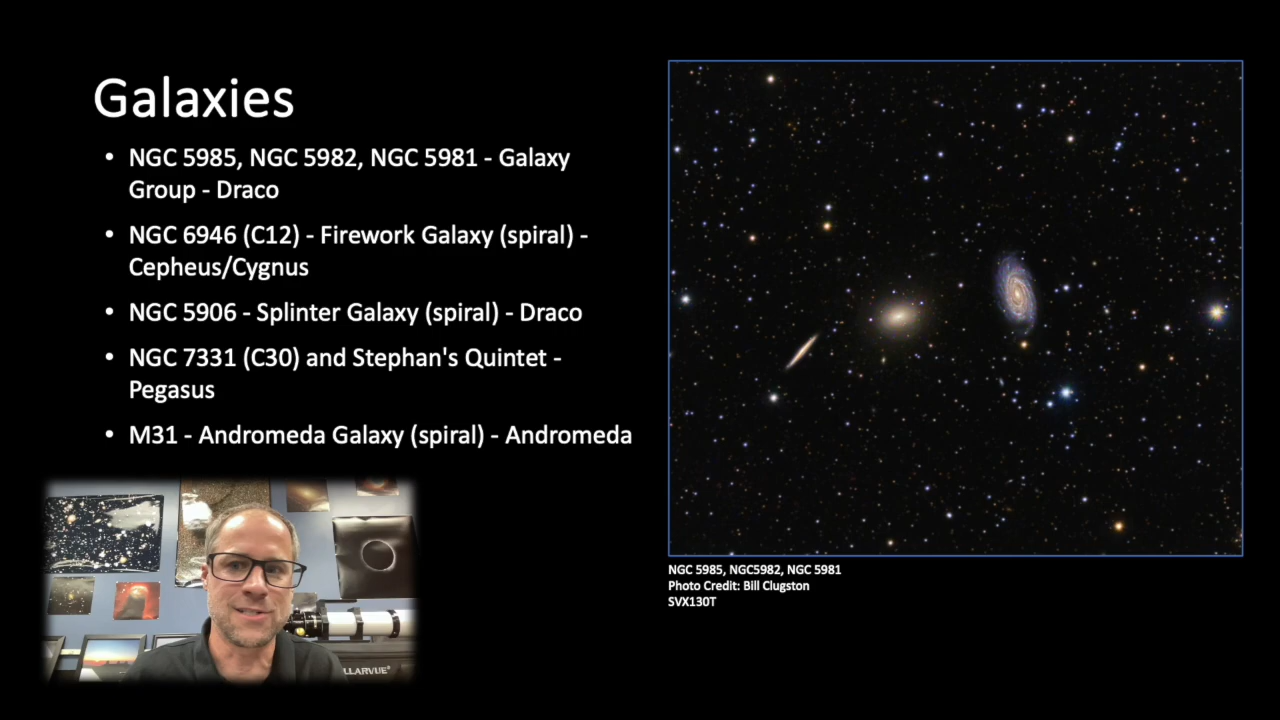 Galaxies
• NGC 5985, NGC 5982, NGC 5981 - Galaxy
Group - Draco
• NGC 6946 (C12) - Firework Galaxy (spiral) -
Cepheus/Cygnus
• NGC 5906 - Splinter Galaxy (spiral) - Draco
• NGC 7331 (C30) and Stephan's Quintet -
Pegasus
• M31 - Andromeda Galaxy (spiral) - Andromeda
NGC 5985, NGC5982, NGC 5981
Photo Credit: Bill Clugston
SVX130T
LLARVUE®